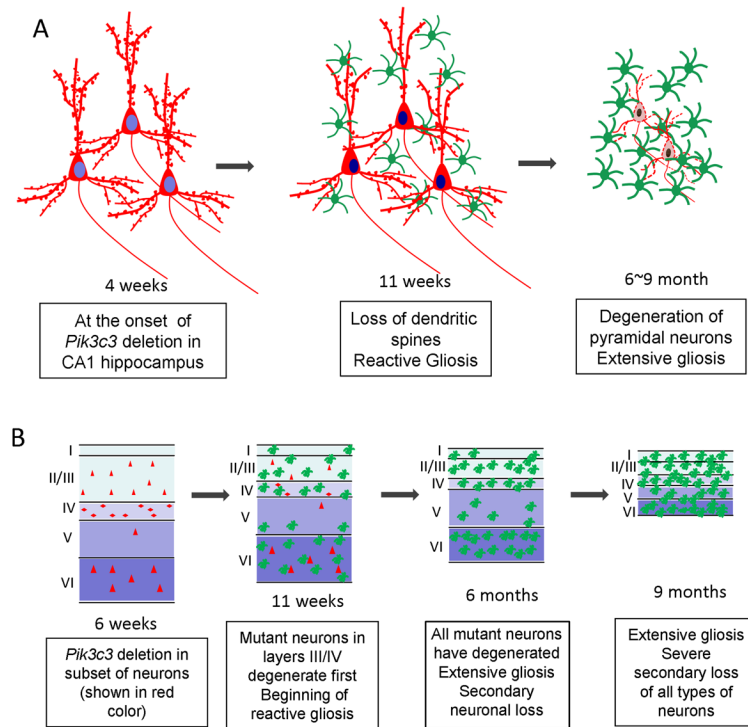 A
4 weeks
11 weeks
6~9 month
At the onset of
Pik3c3 deletion in
CA1 hippocampus
Loss of dendritic
spines
Reactive Gliosis
Degeneration of
pyramidal neurons
Extensive gliosis
B
I
II/III
IV
V
VI
I
II/III
IV
V
VI
I
II/III
IV
V
VI
I
II/III
IV
V
VI
6 weeks
11 weeks
6 months
9 months
Pik3c3 deletion in
subset of neurons
(shown in red
color)
Mutant neurons in
layers III/IV
degenerate first
Beginning of
reactive gliosis
All mutant neurons
have degenerated
Extensive gliosis
Secondary
neuronal loss
Extensive gliosis
Severe
secondary loss
of all types of
neurons